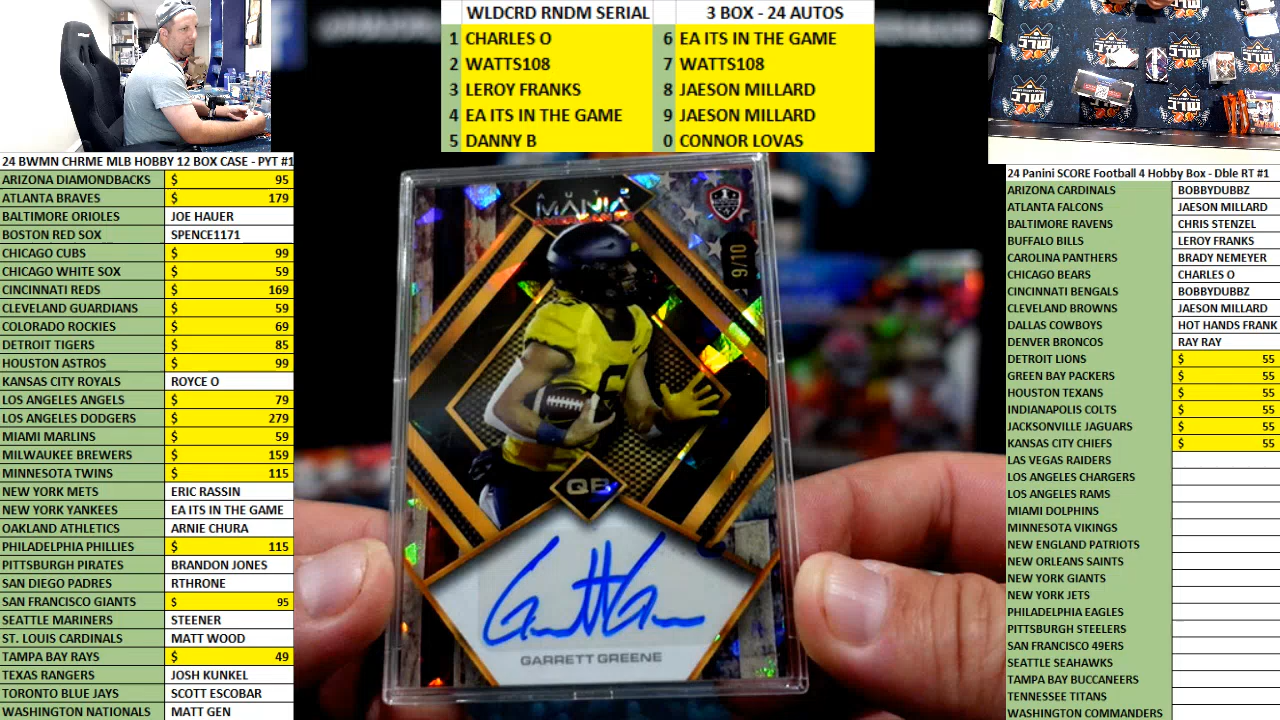 WLDCRD RNDM SERIAL 3 BOX - 24 AUTOS
1 CHARLES O 6 EA ITS IN THE GAME
2 WATTS108 7 WATTS108
3 LEROY FRANKS 8 JAESON MILLARD
4 EA ITS IN THE GAME 9 JAESON MILLARD
5 DANNY B 0 CONNOR LOVAS
24 BWMN CHRME MLB HOBBY 12 BOX CASE - PYT #1
ARIZONA DIAMONDBACKS $ 95
ATLANTA BRAVES $ 179
BALTIMORE ORIOLES JOE HAUER
BOSTON RED SOX SPENCE1171
CHICAGO CUBS $ 99
CHICAGO WHITE SOX $ 59
CINCINNATI REDS $ 169
CLEVELAND GUARDIANS $ 59
COLORADO ROCKIES $ 69
DETROIT TIGERS $ 85
HOUSTON ASTROS $ 99
KANSAS CITY ROYALS ROYCE O
LOS ANGELES ANGELS $ 79
LOS ANGELES DODGERS $ 279
MIAMI MARLINS $ 59
MILWAUKEE BREWERS $ 159
MINNESOTA TWINS $ 115
NEW YORK METS ERIC RASSIN
NEW YORK YANKEES EA ITS IN THE GAME
OAKLAND ATHLETICS ARNIE CHURA
PHILADELPHIA PHILLIES $ 115
PITTSBURGH PIRATES BRANDON JONES
SAN DIEGO PADRES RTHRONE
SAN FRANCISCO GIANTS $ 95
SEATTLE MARINERS STEENER
ST. LOUIS CARDINALS MATT WOOD
TAMPA BAY RAYS $ 49
TEXAS RANGERS JOSH KUNKEL
TORONTO BLUE JAYS SCOTT ESCOBAR
WASHINGTON NATIONALS MATT GEN
AUTO
MANIA
9/10
QB
GARRETT GREENE
24 Panini SCORE Football 4 Hobby Box - Dble RT #1
ARIZONA CARDINALS BOBBYDUBBZ
ATLANTA FALCONS JAESON MILLARD
BALTIMORE RAVENS CHRIS STENZEL
BUFFALO BILLS LEROY FRANKS
CAROLINA PANTHERS BRADY NEMEYER
CHICAGO BEARS CHARLES O
CINCINNATI BENGALS BOBBYDUBBZ
CLEVELAND BROWNS JAESON MILLARD
DALLAS COWBOYS HOT HANDS FRANK
DENVER BRONCOS RAY RAY
DETROIT LIONS $ 55
GREEN BAY PACKERS $ 55
HOUSTON TEXANS $ 55
INDIANAPOLIS COLTS $ 55
JACKSONVILLE JAGUARS $ 55
KANSAS CITY CHIEFS $ 55
LAS VEGAS RAIDERS
LOS ANGELES CHARGERS
LOS ANGELES RAMS
MIAMI DOLPHINS
MINNESOTA VIKINGS
NEW ENGLAND PATRIOTS
NEW ORLEANS SAINTS
NEW YORK GIANTS
NEW YORK JETS
PHILADELPHIA EAGLES
PITTSBURGH STEELERS
SAN FRANCISCO 49ERS
SEATTLE SEAHAWKS
TAMPA BAY BUCCANEERS
TENNESSEE TITANS
WASHINGTON COMMANDERS